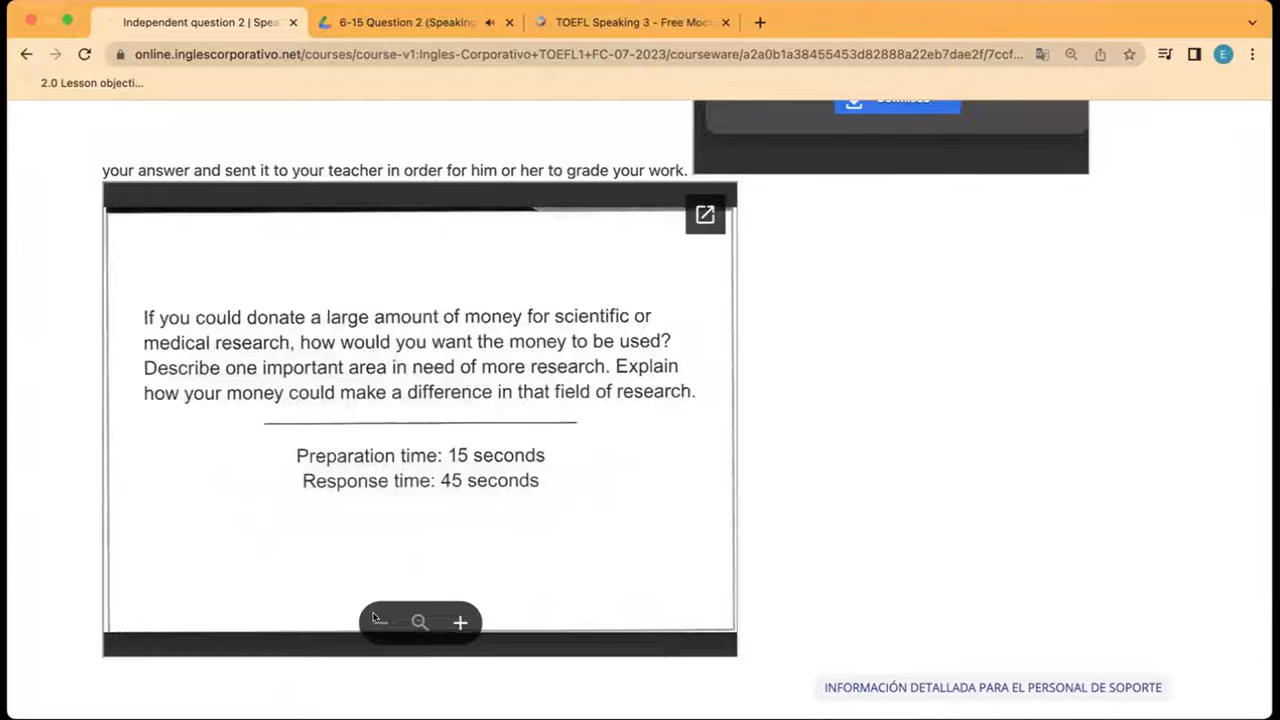 Independent question 2 | Spea
6-15 Question 2 (Speaking
TOEFL Speaking 3 - Free Moc
online.inglescorporativo.net/courses/course-v1:Ingles-Corporativo+TOEFL1+FC-07-2023/courseware/a2a0b1a38455453d82888a22eb7dae2f/7ccf...
E
2.0 Lesson objecti...
your answer and sent it to your teacher in order for him or her to grade your work.
If you could donate a large amount of money for scientific or
medical research, how would you want the money to be used?
Describe one important area in need of more research. Explain
how your money could make a difference in that field of research.
Preparation time: 15 seconds
Response time: 45 seconds
INFORMACIÓN DETALLADA PARA EL PERSONAL DE SOPORTE